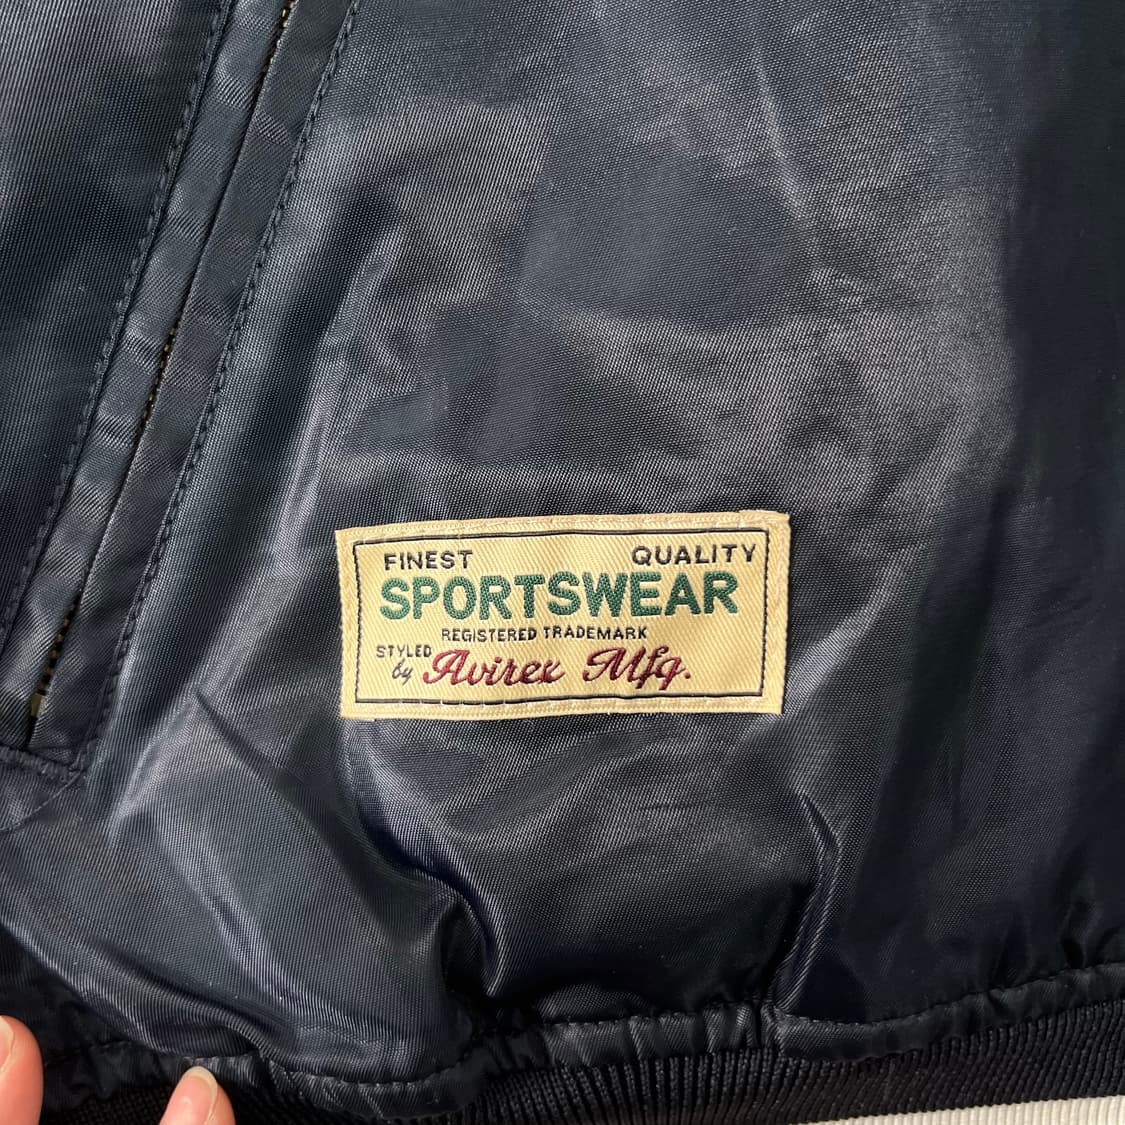 FINEST QUALITY
SPORTSWEAR
REGISTERED TRADEMARK
STYLED by Avirex Mfg.